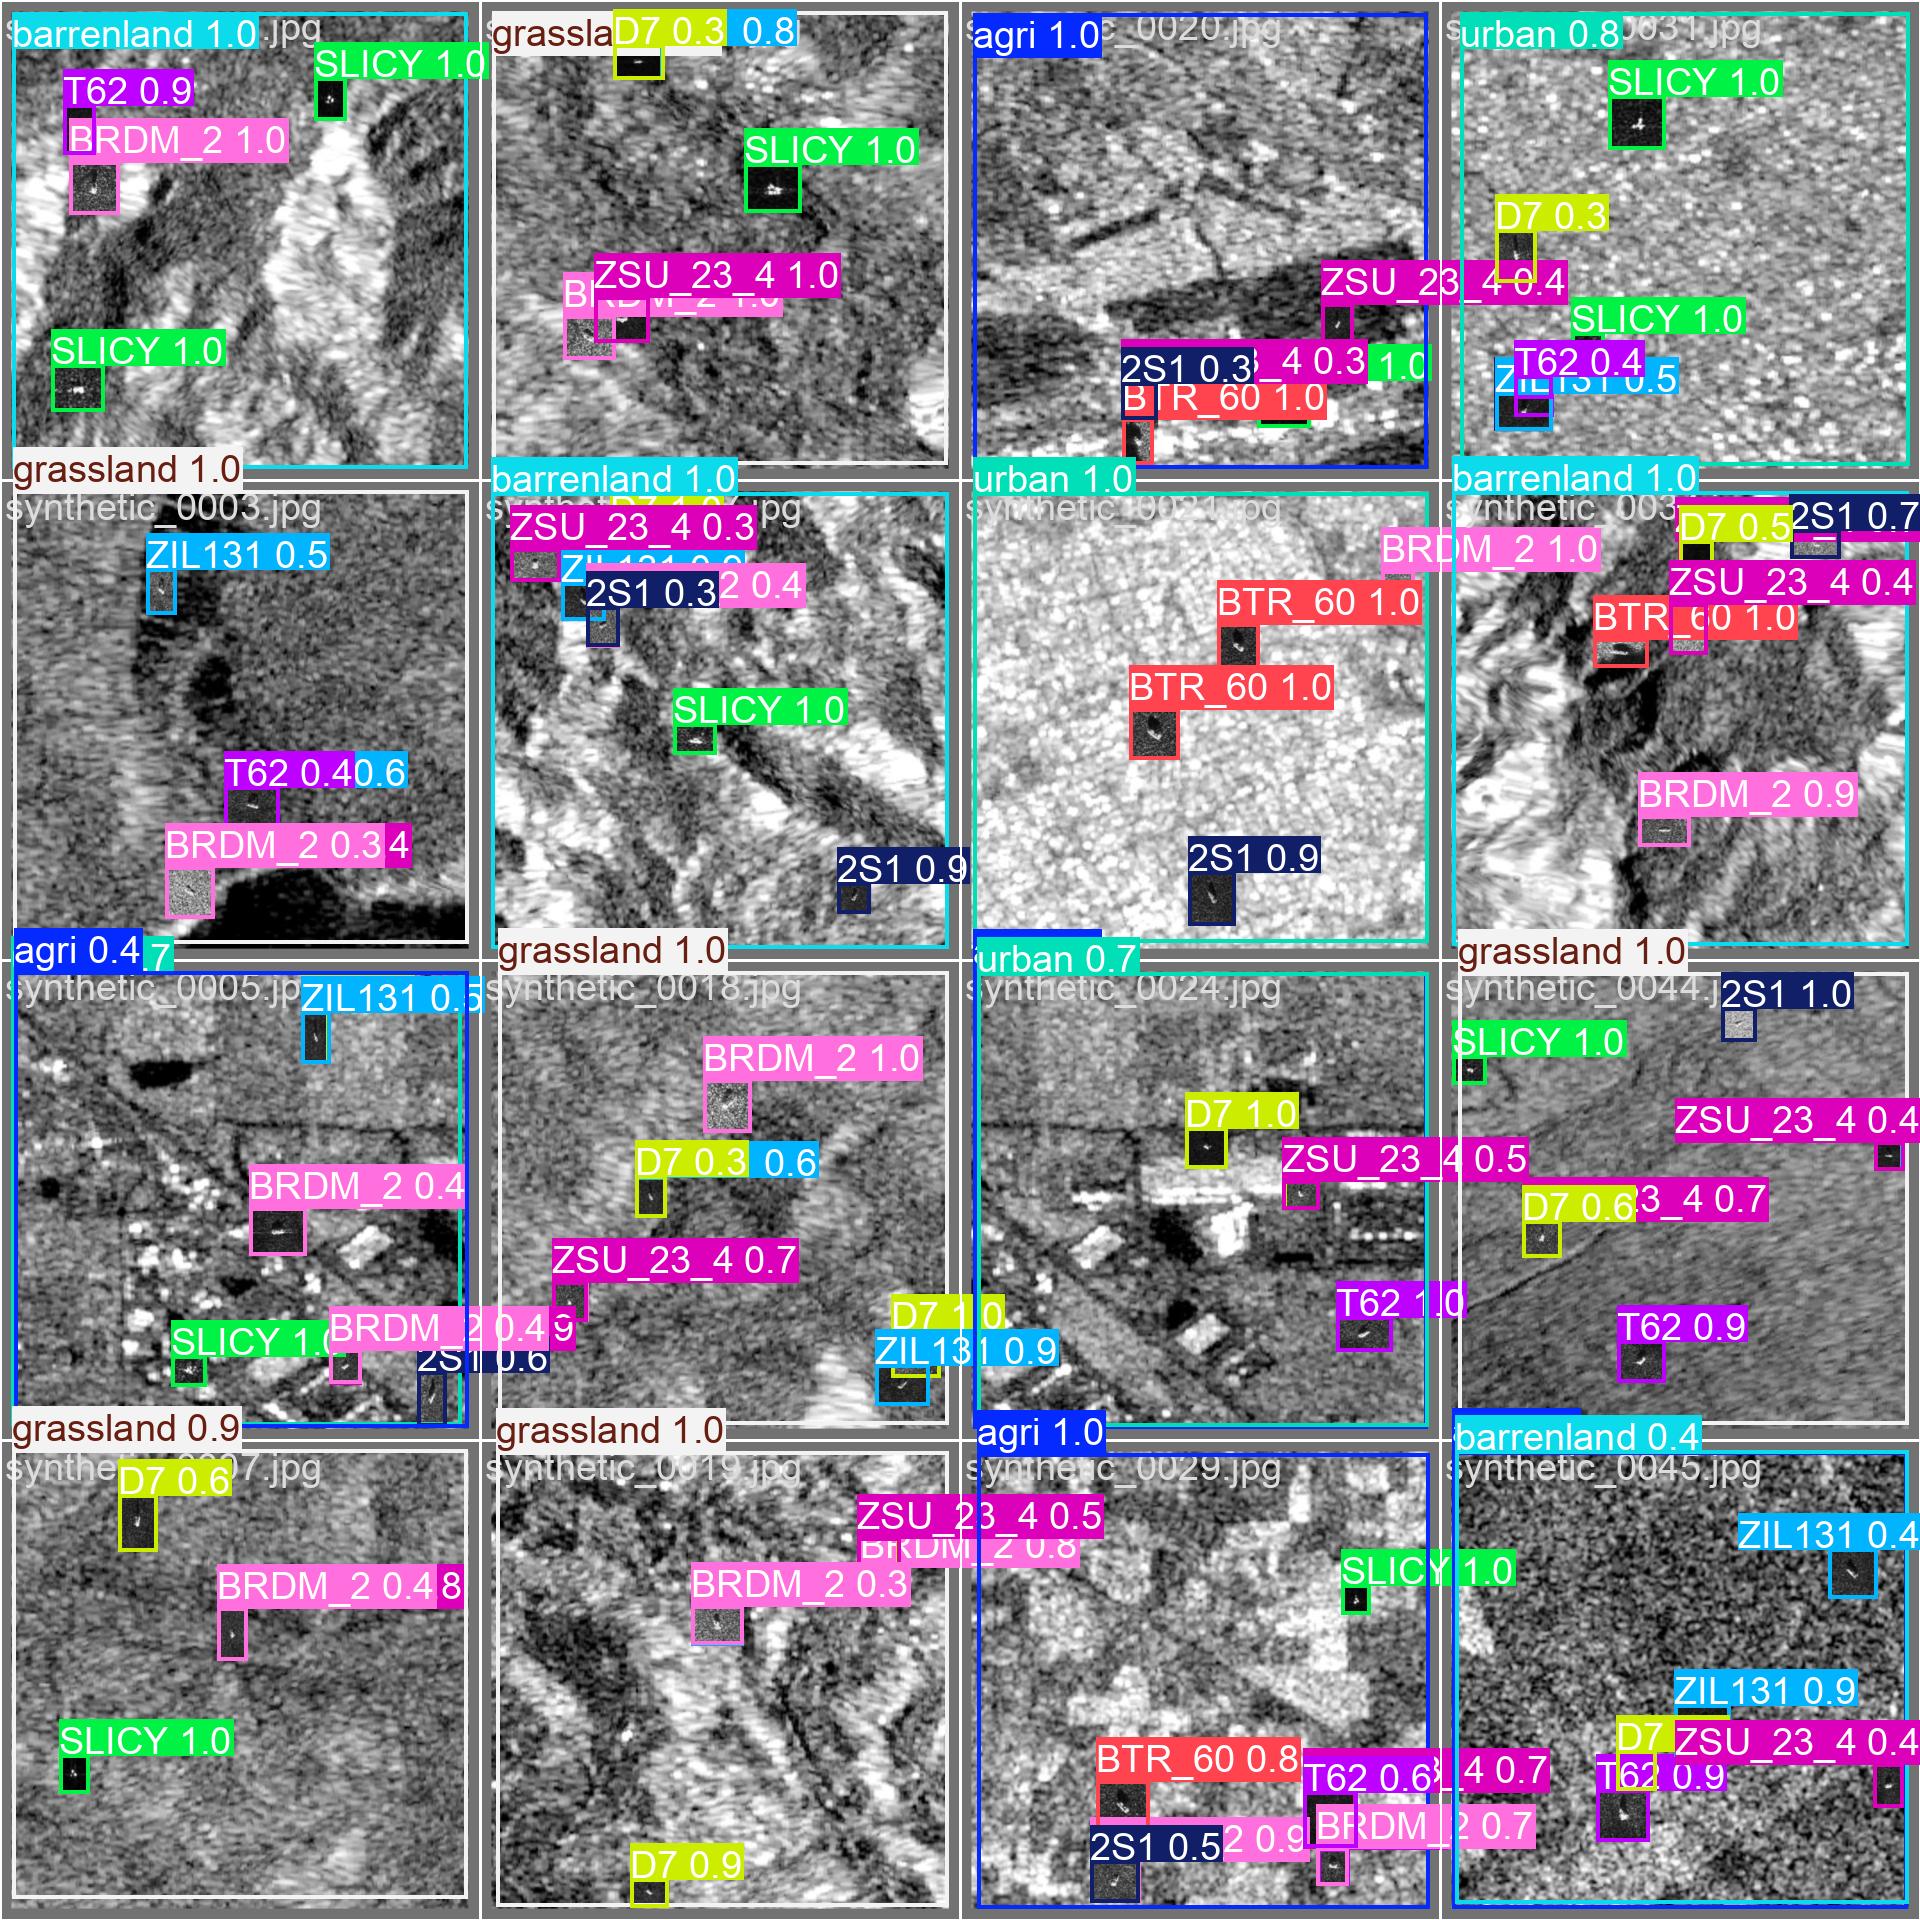 barrenland 1.0
.jpg
SLICY 1.0
T62 0.9
BRDM_2 1.0
SLICY 1.0
grassla
D7 0.3
0.8
SLICY 1.0
ZSU_23_4 1.0
BRDM_2 1.0
agri 1.0
c_0020.jpg
ZSU_23_4 0.4
2S1 0.3
_4 0.3
1.0
BTR_60 1.0
urban 0.8
0031.jpg
SLICY 1.0
D7 0.3
SLICY 1.0
T62 0.4
ZIL131 0.5
grassland 1.0
synthetic_0003.jpg
ZIL131 0.5
T62 0.4
0.6
BRDM_2 0.3
4
barrenland 1.0
ZSU_23_4 0.3
2S1 0.3
2 0.4
SLICY 1.0
2S1 0.9
urban 1.0
BRDM_2 1.0
BTR_60 1.0
BTR_60 1.0
2S1 0.9
barrenland 1.0
D7 0.5
2S1 0.7
ZSU_23_4 0.4
BTR_60 1.0
BRDM_2 0.9
agri 0.4
.7
synthetic_0005.jp
ZIL131 0.5
BRDM_2 0.4
SLICY 1.0
BRDM_2 0.4
9
2S1 0.6
grassland 1.0
synthetic_0018.jpg
BRDM_2 1.0
D7 0.3
0.6
ZSU_23_4 0.7
D7 1.0
ZIL131 0.9
urban 0.7
synthetic_0024.jpg
D7 1.0
ZSU_23_4 0.5
T62 1.0
grassland 1.0
synthetic_0044.j
2S1 1.0
SLICY 1.0
ZSU_23_4 0.4
D7 0.6
23_4 0.7
T62 0.9
grassland 0.9
D7 0.6
BRDM_2 0.4
8
SLICY 1.0
grassland 1.0
synthetic_0019.jpg
ZSU_23_4 0.5
BRDM_2 0.8
BRDM_2 0.3
D7 0.9
agri 1.0
synthetic_0029.jpg
SLICY 1.0
BTR_60 0.8
T62 0.6
_4 0.7
BRDM_2 0.7
2S1 0.5
2 0.9
barrenland 0.4
synthetic_0045.jpg
ZIL131 0.4
ZIL131 0.9
D7
ZSU_23_4 0.4
T62 0.9